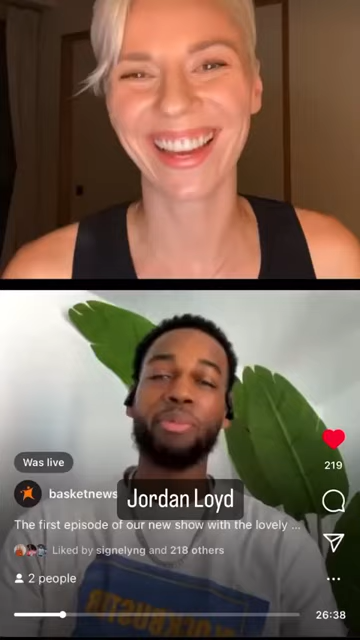 Was live
basketnews
Jordan Loyd
219
The first episode of our new show with the lovely ...
Liked by signelyng and 218 others
2 people
26:38